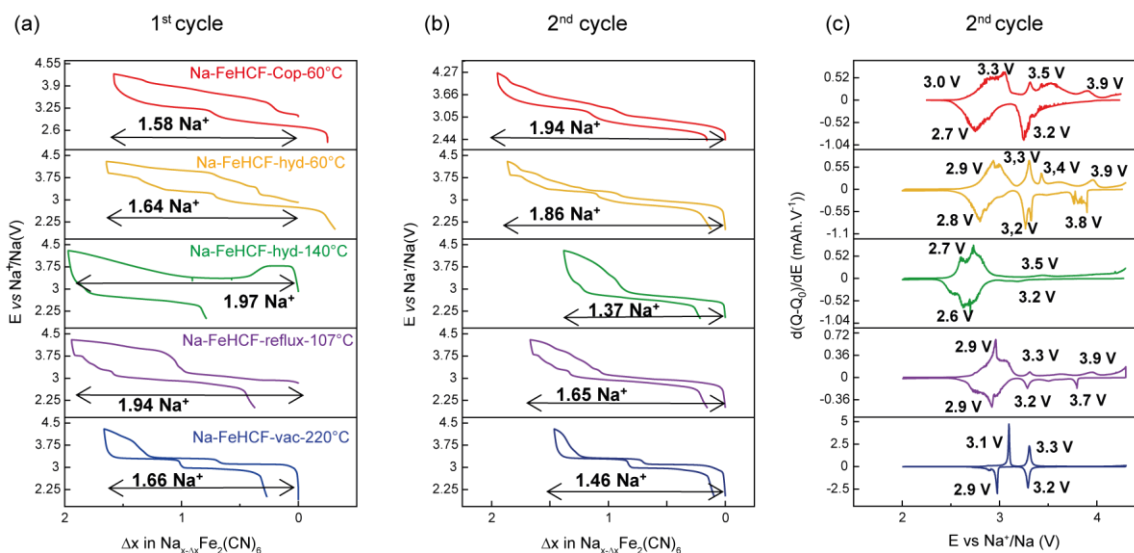 (a)
1st cycle
(b)
2nd cycle
(c)
2nd cycle
E vs Na+/Na(V)
4.55
3.9
3.25
2.6
Na-FeHCF-Cop-60°C
1.58 Na+
4.5
3.75
3
2.25
Na-FeHCF-hyd-60°C
1.64 Na+
4.5
3.75
3
2.25
Na-FeHCF-hyd-140°C
1.97 Na+
4.5
3.75
3
2.25
Na-FeHCF-reflux-107°C
1.94 Na+
4.5
3.75
3
2.25
Na-FeHCF-vac-220°C
1.66 Na+
2 1 0
Δx in Nax-ΔxFe2(CN)6
4.27
3.66
3.05
2.44
1.94 Na+
4.5
3.75
3
2.25
1.86 Na+
E vs Na+/Na(V)
4.5
3.75
3
2.25
1.37 Na+
4.5
3.75
3
2.25
1.65 Na+
4.5
3.75
3
2.25
1.46 Na+
2 1 0
Δx in Nax-ΔxFe2(CN)6
d(Q-Q0)/dE (mAh.V-1)
0.52
0
-0.52
-1.04
3.0 V
3.3 V
3.5 V
3.9 V
2.7 V
3.2 V
0.55
0
-0.55
-1.1
2.9 V
3,3 V
3,4 V
3.9 V
2.8 V
3,2 V
3.8 V
0.52
0
-0.52
-1.04
2.7 V
3.5 V
2.6 V
3.2 V
0.72
0.36
0
-0.36
2.9 V
3.3 V
3.9 V
2.9 V
3.2 V
3.7 V
5
2.5
0
-2.5
3.1 V
3.3 V
2.9 V
3.2 V
2 3 4
E vs Na+/Na (V)